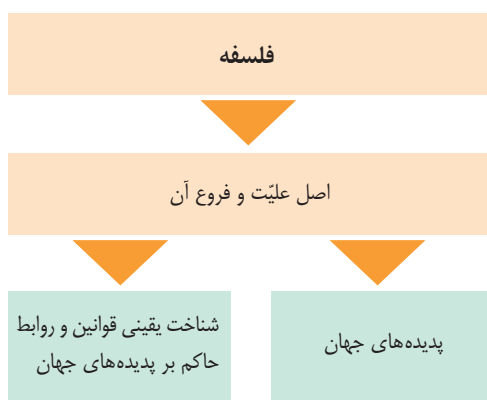 فلسفه
اصل علیّت و فروع آن
پدیده‌های جهان
شناخت یقینی قوانین و روابط
حاکم بر پدیده‌های جهان